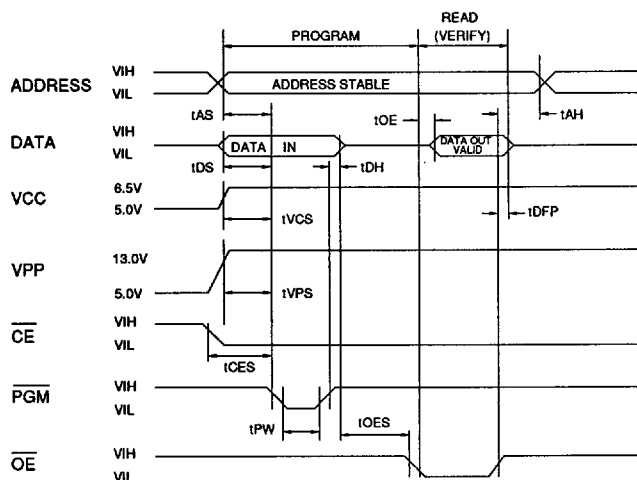 READ
PROGRAM (VERIFY)
ADDRESS VIH VIL ADDRESS STABLE
tAS tOE tAH
DATA VIH VIL DATA IN DATA OUT VALID
tDS tDH
VCC 6.5V 5.0V tVCS tDFP
VPP 13.0V 5.0V tVPS
CE VIH VIL
tCES
PGM VIH VIL
tPW tOES
OE VIH VIL